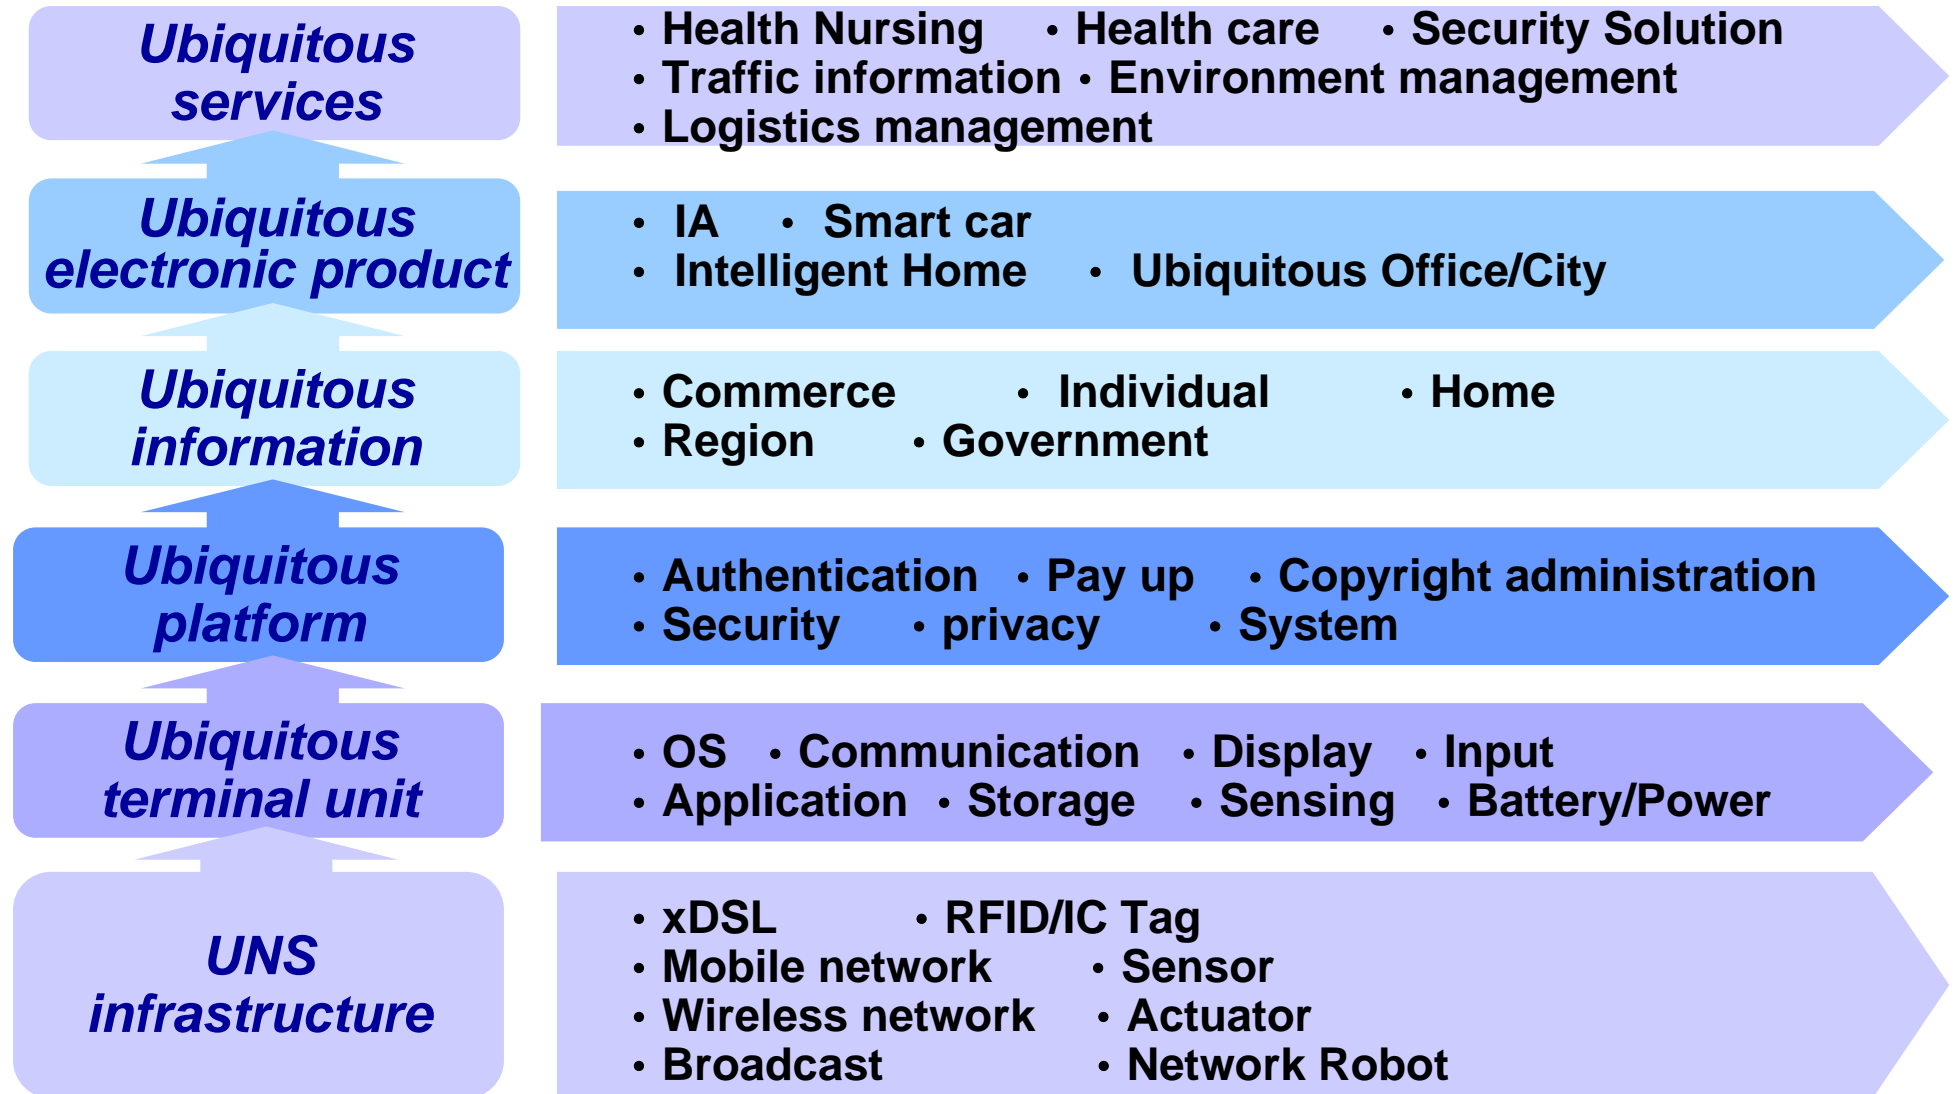 Ubiquitous
services
• Health Nursing • Health care • Security Solution
• Traffic information • Environment management
• Logistics management
Ubiquitous
electronic product
• IA • Smart car
• Intelligent Home • Ubiquitous Office/City
Ubiquitous
information
• Commerce • Individual • Home
• Region • Government
Ubiquitous
platform
• Authentication • Pay up • Copyright administration
• Security • privacy • System
Ubiquitous
terminal unit
• OS • Communication • Display • Input
• Application • Storage • Sensing • Battery/Power
UNS
infrastructure
• xDSL • RFID/IC Tag
• Mobile network • Sensor
• Wireless network • Actuator
• Broadcast • Network Robot